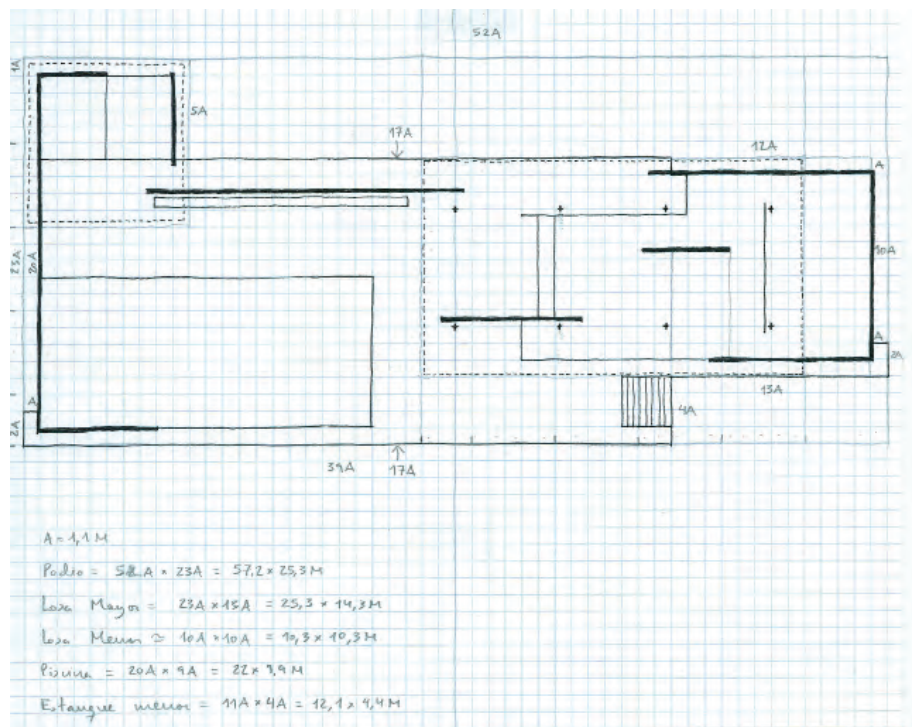 52A
1A
5A
17A
12A
A
23A
20A
10A
A
A
2A
2A
13A
4A
39A
17A
A = 1,1 M
Podio = 52A × 23A = 57,2 × 25,3 M
Losa Mayor = 23A × 13A = 25,3 × 14,3 M
Losa Menor = 10A × 10A = 10,3 × 10,3 M
Piscina = 20A × 9A = 22 × 9,9 M
Estanque menor = 11A × 4A = 12,1 × 4,4 M